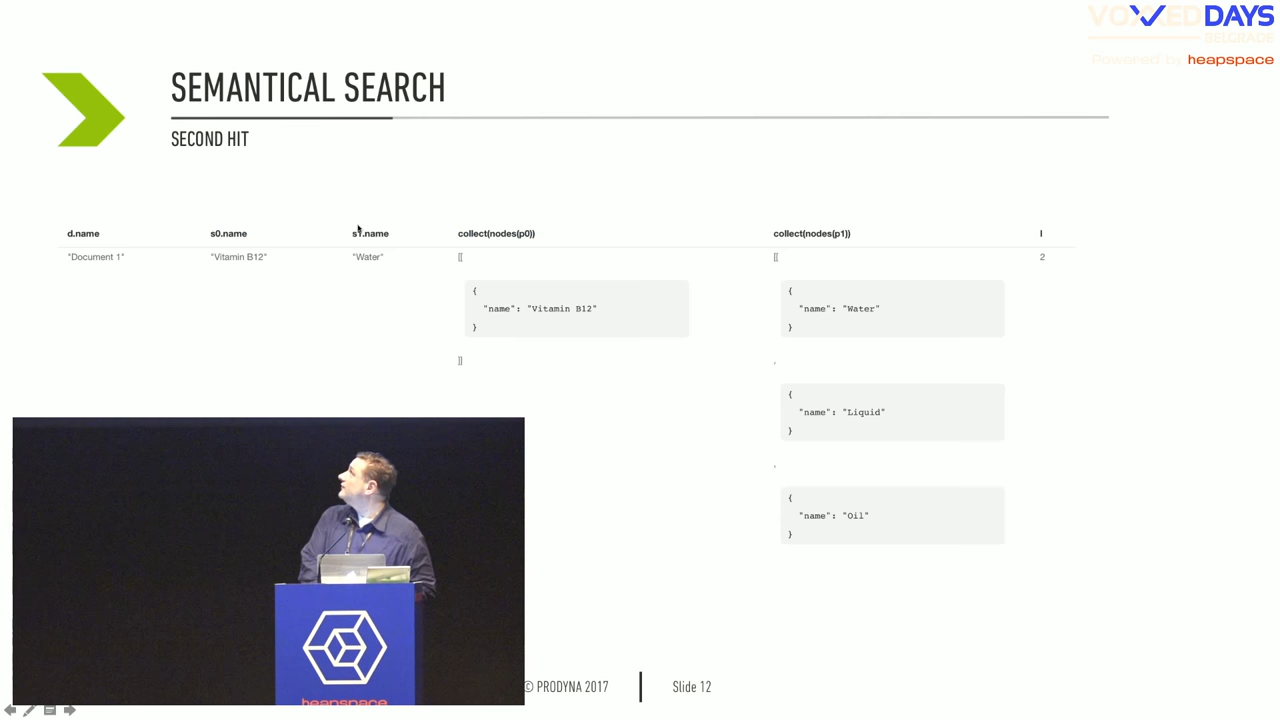 VOXXED DAYS
BELGRADE
Powered by heapspace
SEMANTICAL SEARCH
SECOND HIT
d.name s0.name s1.name collect(nodes(p0)) collect(nodes(p1)) l
"Document 1" "Vitamin B12" "Water" [[ [[ 2
{ {
"name": "Vitamin B12" "name": "Water"
} }
]] ,
{
"name": "Liquid"
}
,
{
"name": "Oil"
}
heapspace
© PRODYNA 2017 Slide 12